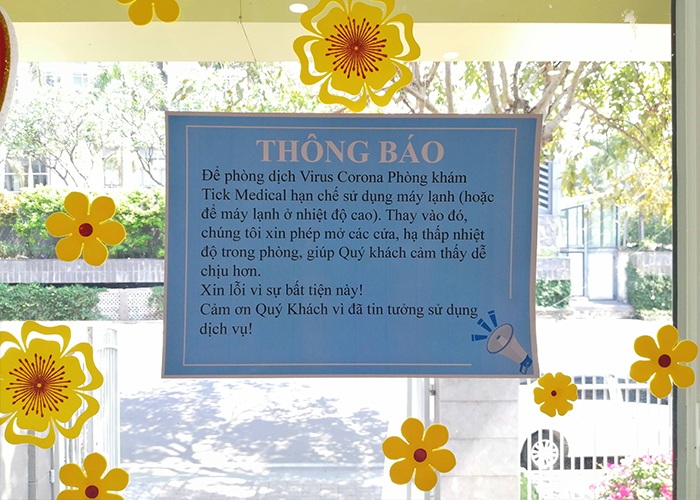 THÔNG BÁO
Để phòng dịch Virus Corona Phòng khám
Tick Medical hạn chế sử dụng máy lạnh (hoặc
để máy lạnh ở nhiệt độ cao). Thay vào đó,
chúng tôi xin phép mở các cửa, hạ thấp nhiệt
độ trong phòng, giúp Quý khách cảm thấy dễ
chịu hơn.
Xin lỗi vì sự bất tiện này!
Cảm ơn Quý Khách vì đã tin tưởng sử dụng
dịch vụ!